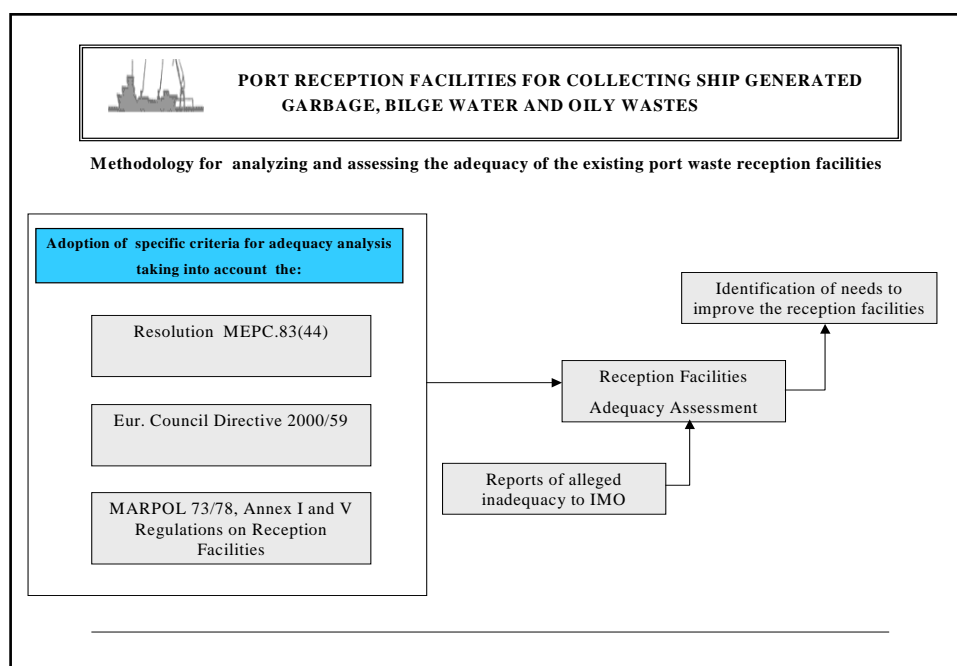 PORT RECEPTION FACILITIES FOR COLLECTING SHIP GENERATED
GARBAGE, BILGE WATER AND OILY WASTES
Methodology for analyzing and assessing the adequacy of the existing port waste reception facilities
Adoption of specific criteria for adequacy analysis
taking into account the:
Resolution MEPC.83(44)
Eur. Council Directive 2000/59
MARPOL 73/78, Annex I and V
Regulations on Reception
Facilities
Reception Facilities
Adequacy Assessment
Reports of alleged
inadequacy to IMO
Identification of needs to
improve the reception facilities